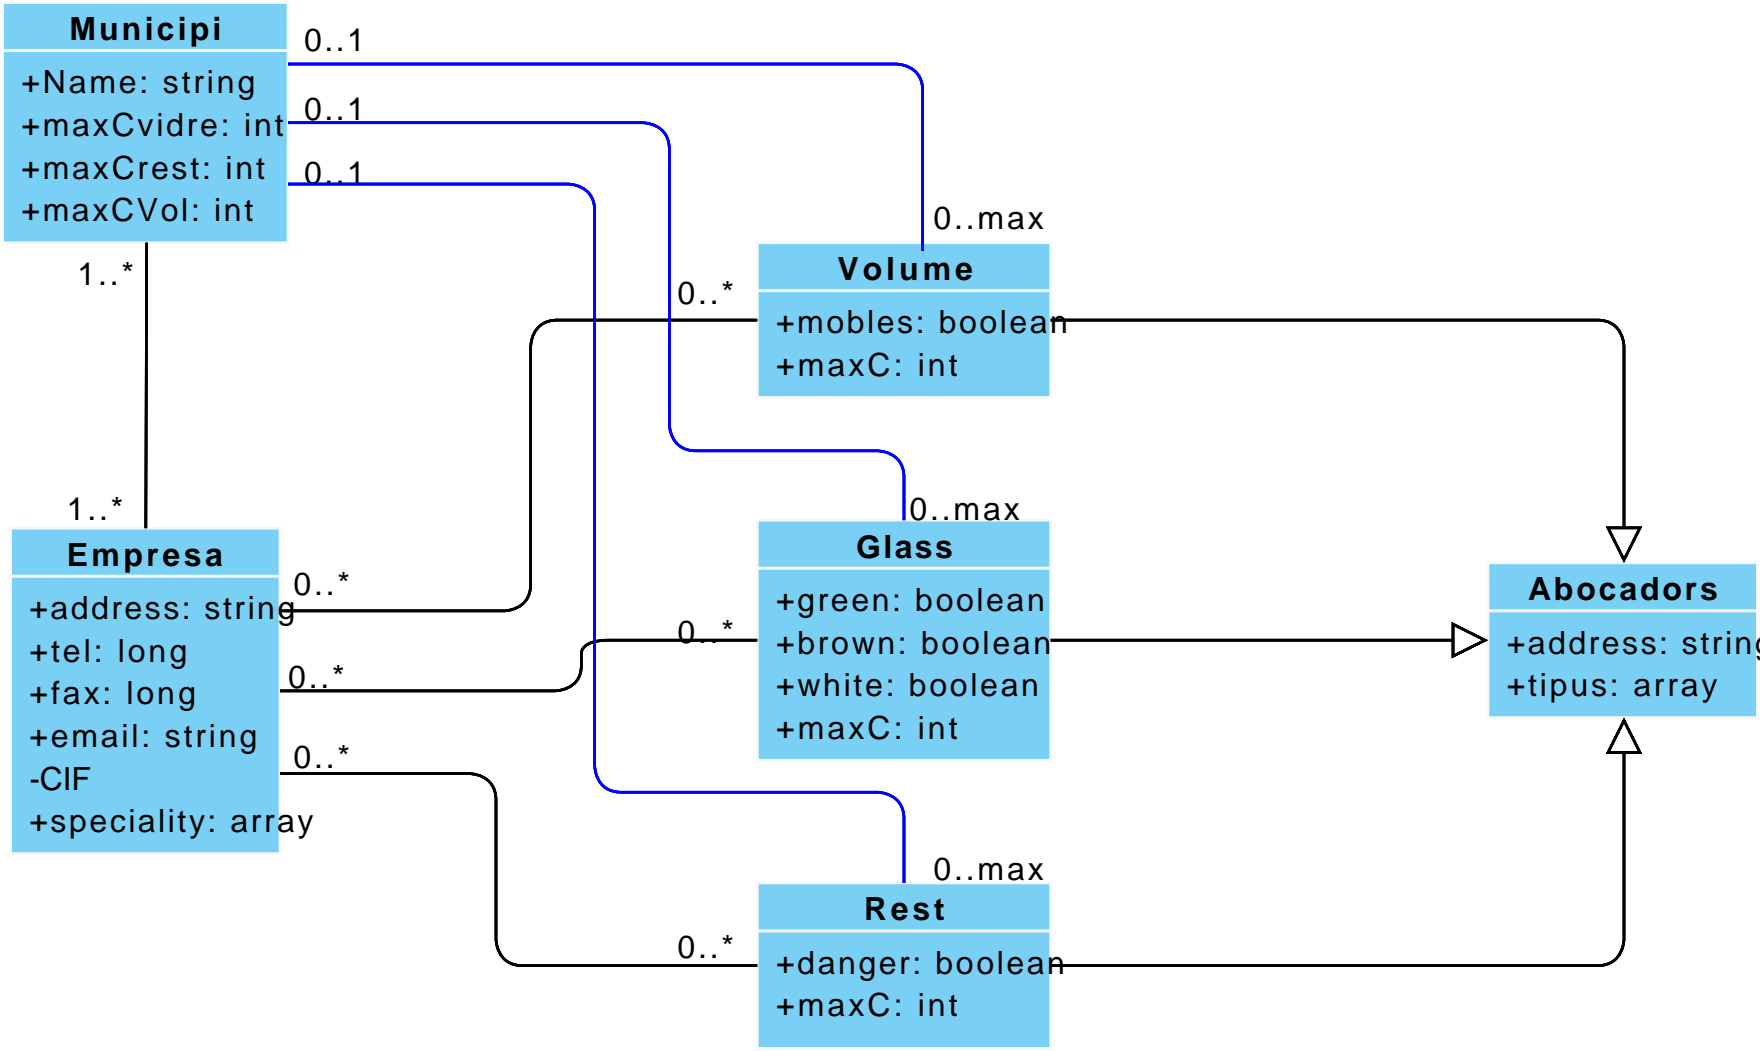 Municipi
+Name: string
+maxCvidre: int
+maxCrest: int
+maxCVol: int
0..1
0..1
0..1
1..*
1..*
0..max
0..*
Volume
+mobles: boolean
+maxC: int
0..max
Glass
+green: boolean
+brown: boolean
+white: boolean
+maxC: int
0..*
Empresa
+address: string
+tel: long
+fax: long
+email: string
-CIF
+speciality: array
0..*
0..*
0..*
Abocadors
+address: string
+tipus: array
0..max
0..*
Rest
+danger: boolean
+maxC: int